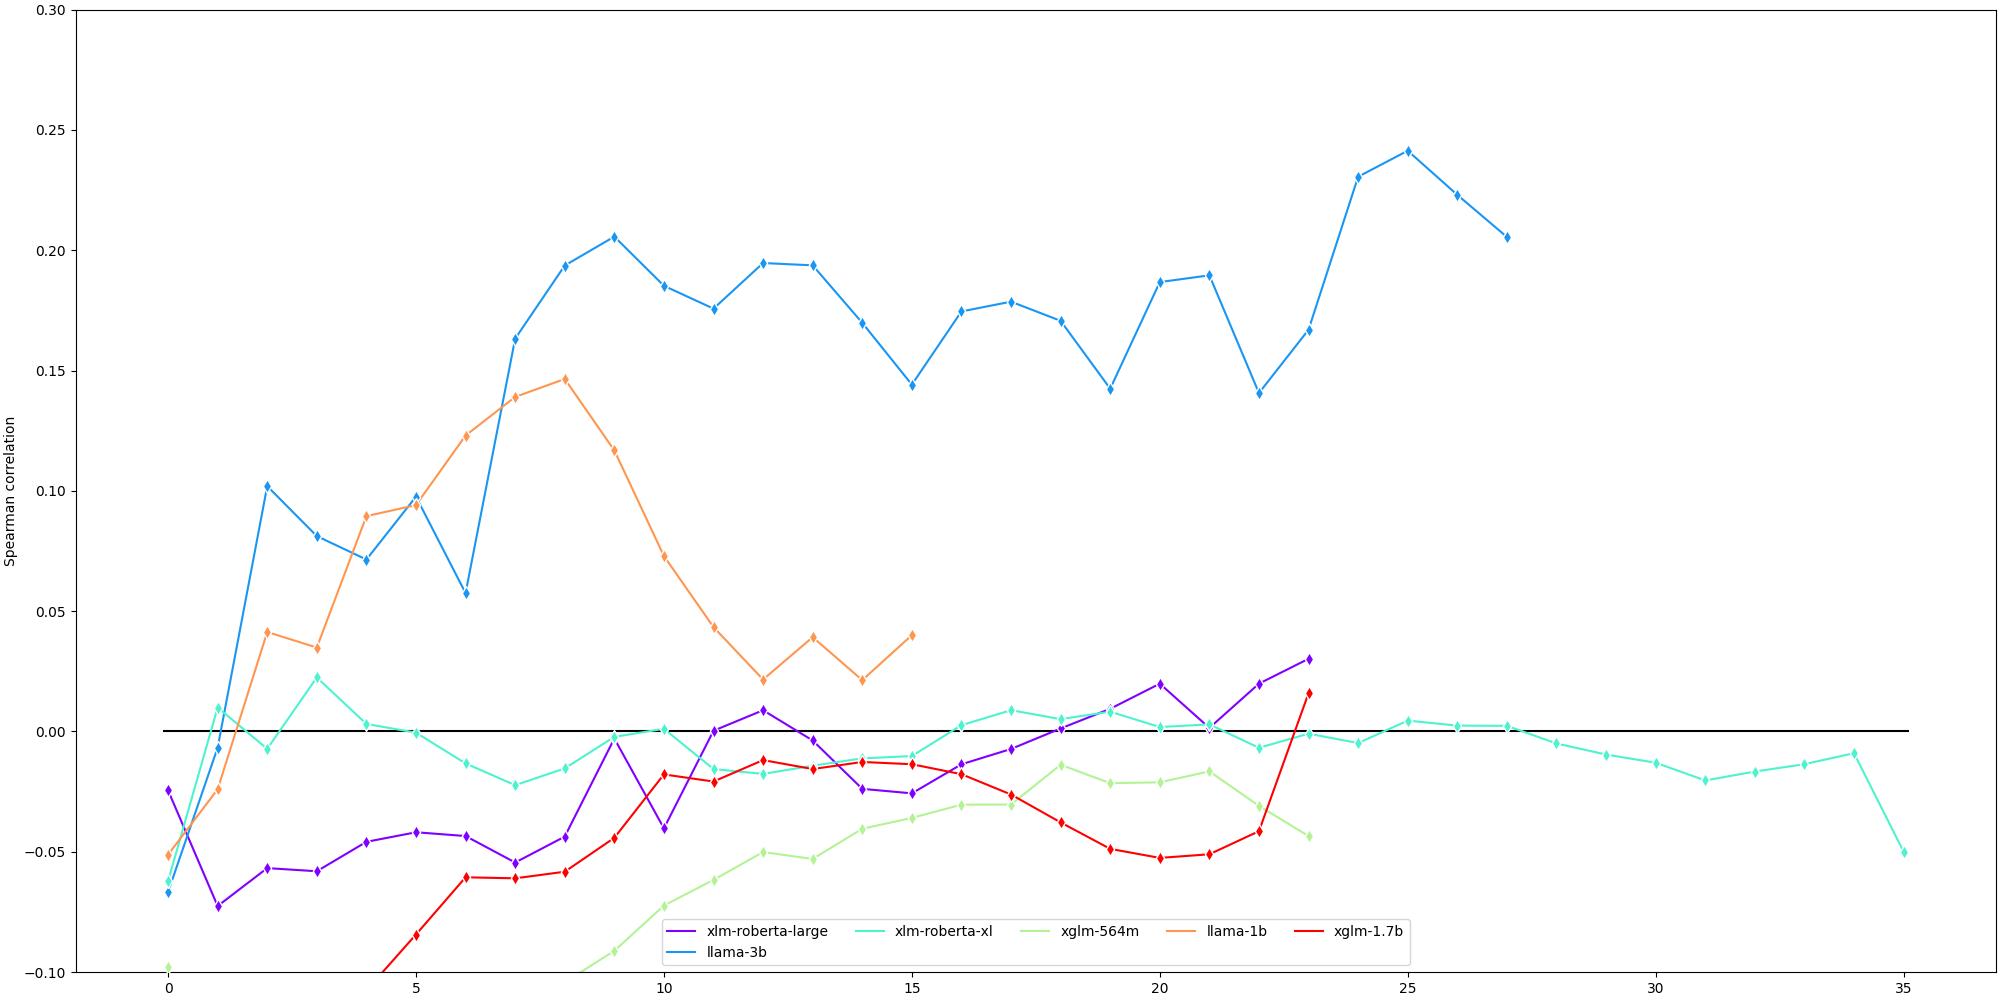 0.30
0.25
0.20
0.15
0.10
0.05
0.00
−0.05
−0.10
Spearman correlation
0 5 10 15 20 25 30 35
xlm-roberta-large xlm-roberta-xl xglm-564m llama-1b xglm-1.7b
llama-3b